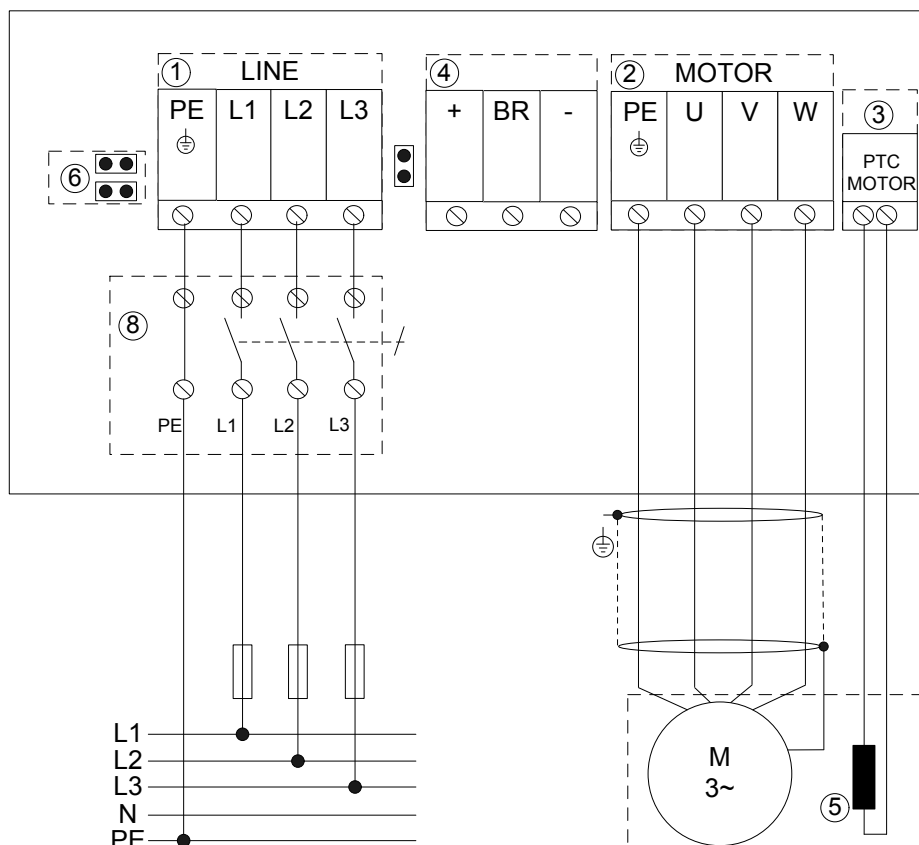 1 LINE
4
2 MOTOR
3
PE L1 L2 L3
+ BR -
PE U V W
PTC
MOTOR
6
8
PE L1 L2 L3
L1
L2
L3
N
PE
M
3~
5